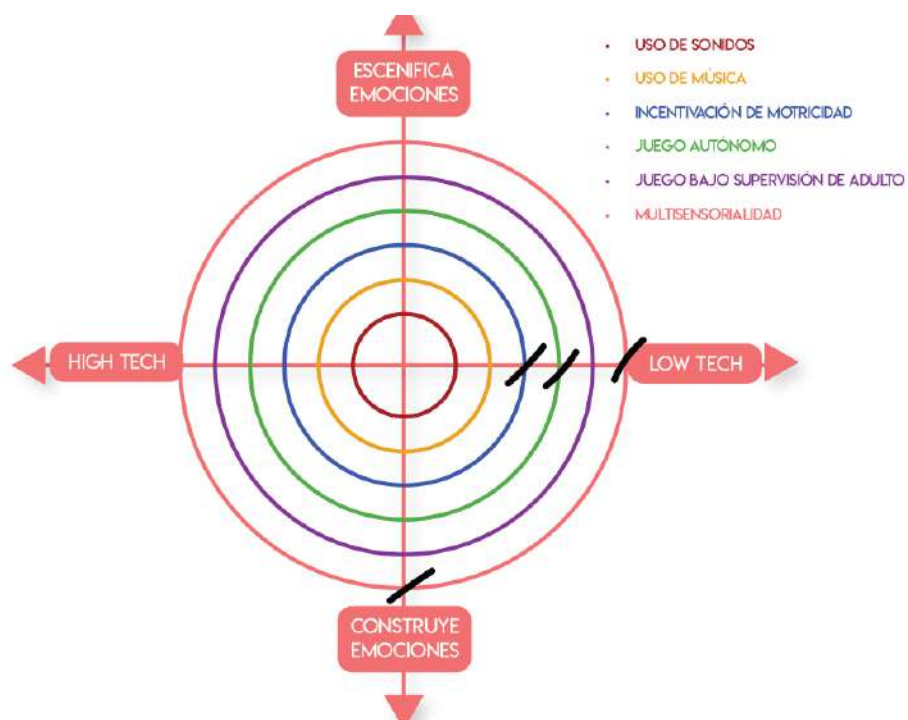 ESCENIFICA
EMOCIONES
USO DE SONIDOS
USO DE MÚSICA
INCENTIVACIÓN DE MOTRICIDAD
JUEGO AUTÓNOMO
JUEGO BAJO SUPERVISIÓN DE ADULTO
MULTISENSORIALIDAD
HIGH TECH
LOW TECH
CONSTRUYE
EMOCIONES